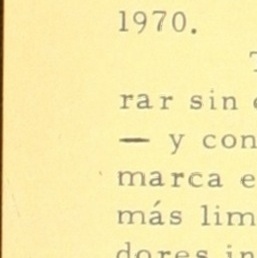 1970.
rar sin
— y con
marca e
más lim
dores in